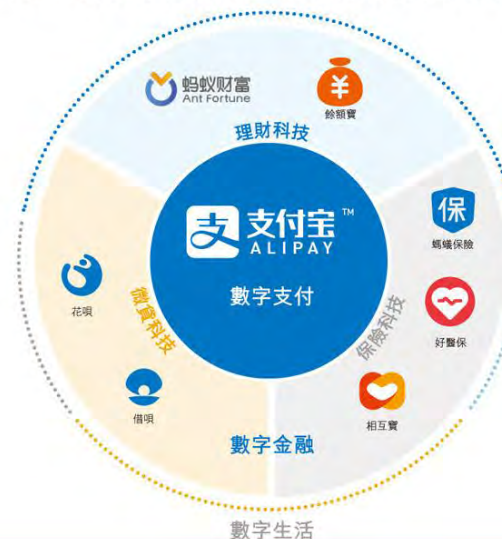 蚂蚁财富
Ant Fortune
餘額寶
理財科技
支 支付宝™
ALIPAY
數字支付
保
螞蟻保險
好醫保
保險科技
相互寶
花唄
微貸科技
借唄
數字金融
數字生活